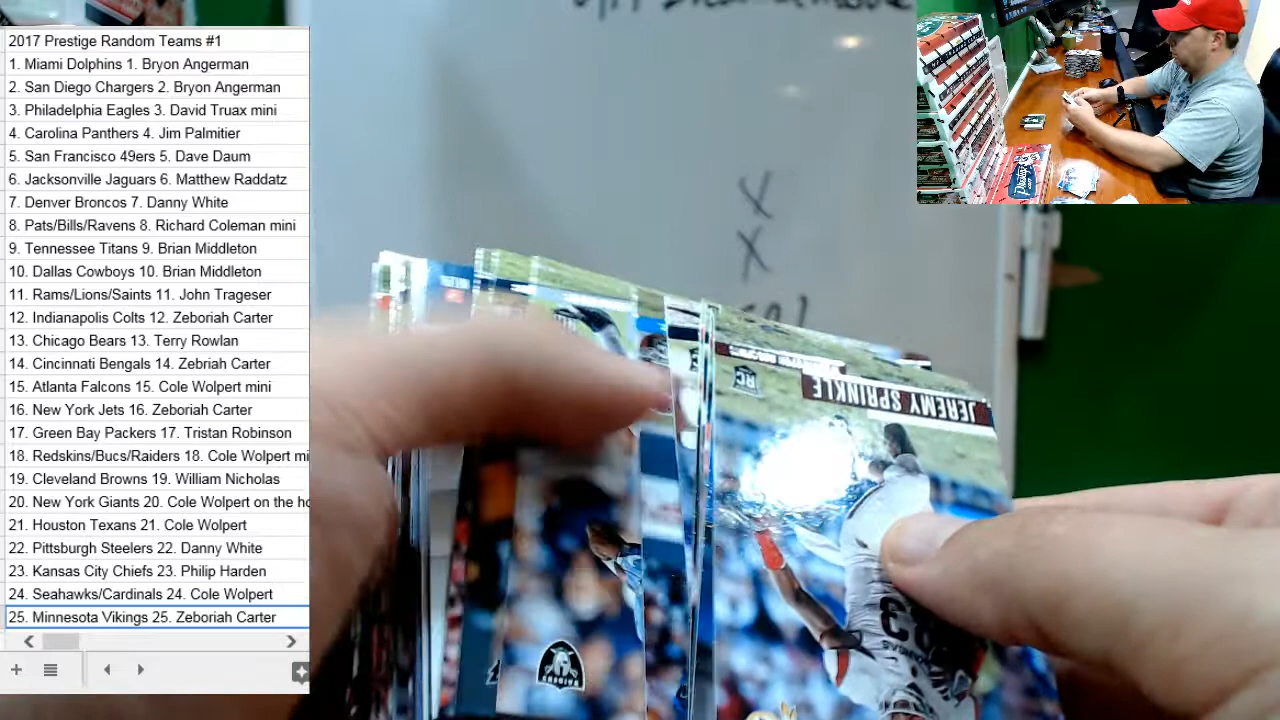 2017 Prestige Random Teams #1
1. Miami Dolphins 1. Bryon Angerman
2. San Diego Chargers 2. Bryon Angerman
3. Philadelphia Eagles 3. David Truax mini
4. Carolina Panthers 4. Jim Palmitier
5. San Francisco 49ers 5. Dave Daum
6. Jacksonville Jaguars 6. Matthew Raddatz
7. Denver Broncos 7. Danny White
8. Pats/Bills/Ravens 8. Richard Coleman mini
9. Tennessee Titans 9. Brian Middleton
10. Dallas Cowboys 10. Brian Middleton
11. Rams/Lions/Saints 11. John Trageser
12. Indianapolis Colts 12. Zeboriah Carter
13. Chicago Bears 13. Terry Rowlan
14. Cincinnati Bengals 14. Zebriah Carter
15. Atlanta Falcons 15. Cole Wolpert mini
16. New York Jets 16. Zeboriah Carter
17. Green Bay Packers 17. Tristan Robinson
18. Redskins/Bucs/Raiders 18. Cole Wolpert mi
19. Cleveland Browns 19. William Nicholas
20. New York Giants 20. Cole Wolpert on the ho
21. Houston Texans 21. Cole Wolpert
22. Pittsburgh Steelers 22. Danny White
23. Kansas City Chiefs 23. Philip Harden
24. Seahawks/Cardinals 24. Cole Wolpert
25. Minnesota Vikings 25. Zeboriah Carter
X
X
JEREMY SPRINKLE
RC
83
Prestige